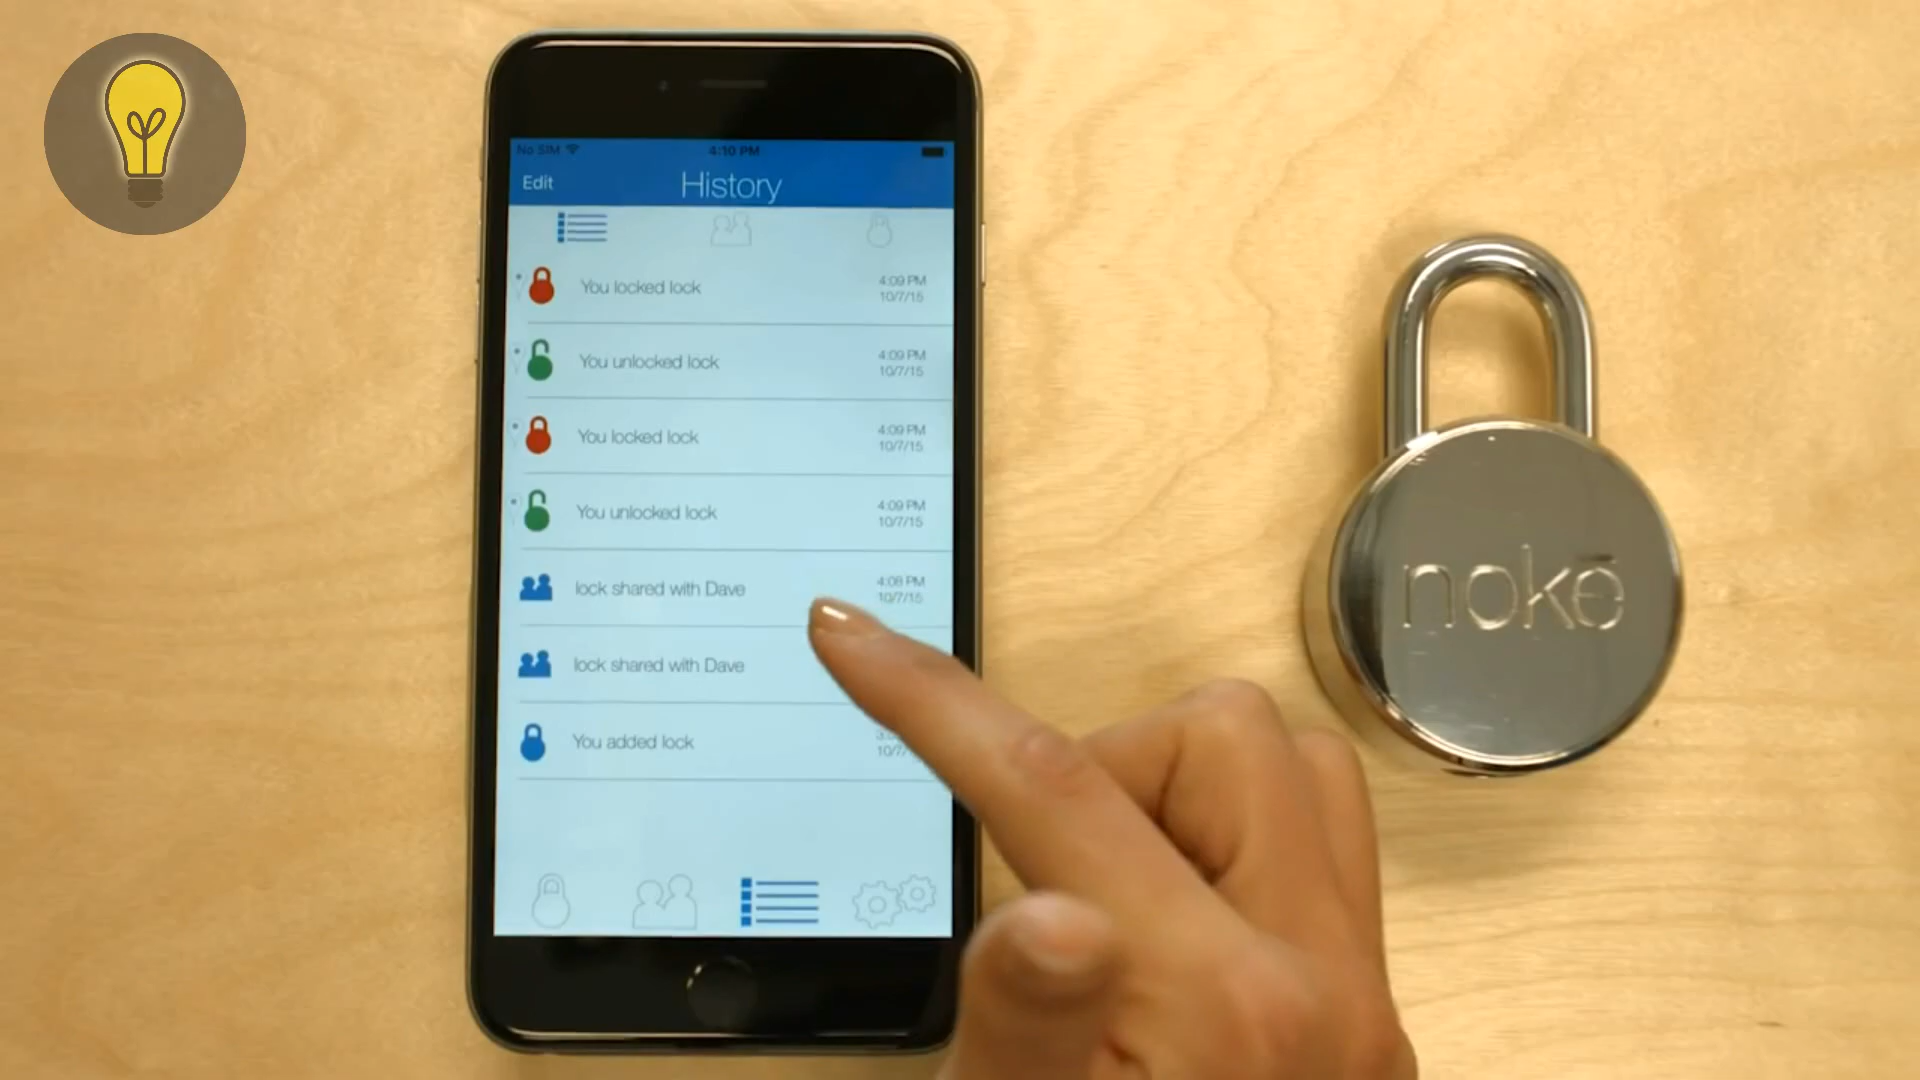 No SIM 4:10 PM
Edit History
You locked lock 4:09 PM
10/7/15
You unlocked lock 4:09 PM
10/7/15
You locked lock 4:09 PM
10/7/15
You unlocked lock 4:09 PM
10/7/15
lock shared with Dave 4:08 PM
10/7/15
lock shared with Dave
You added lock
noke